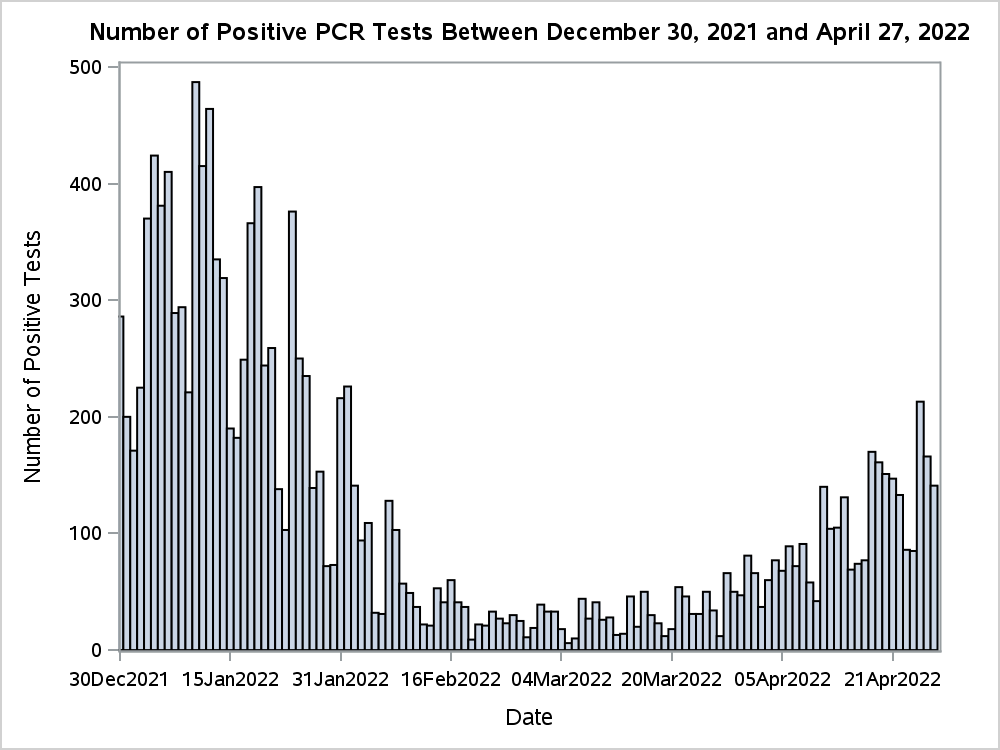 Number of Positive PCR Tests Between December 30, 2021 and April 27, 2022
Number of Positive Tests
500
400
300
200
100
0
30Dec2021 15Jan2022 31Jan2022 16Feb2022 04Mar2022 20Mar2022 05Apr2022 21Apr2022
Date